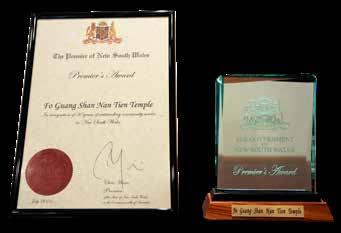 The Premier of New South Wales
Premier's Award
Fo Guang Shan Nan Tien Temple
In recognition of 20 years of outstanding community service
to New South Wales
Premier
THE GOVERNMENT
OF
NEW SOUTH WALES
Premier's Award
Fo Guang Shan Nan Tien Temple